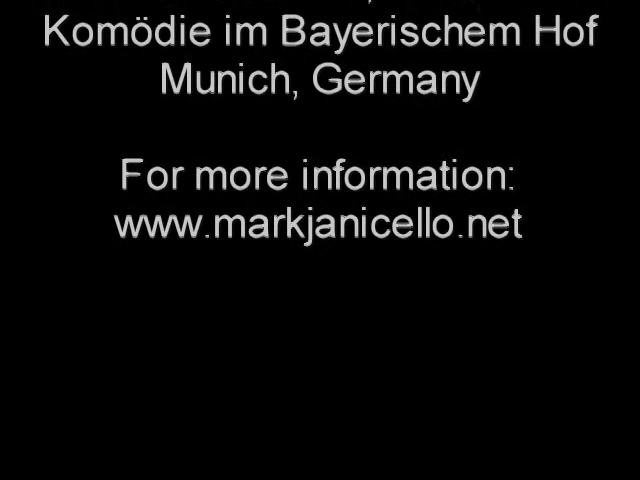 Komödie im Bayerischem Hof
Munich, Germany
For more information:
www.markjanicello.net